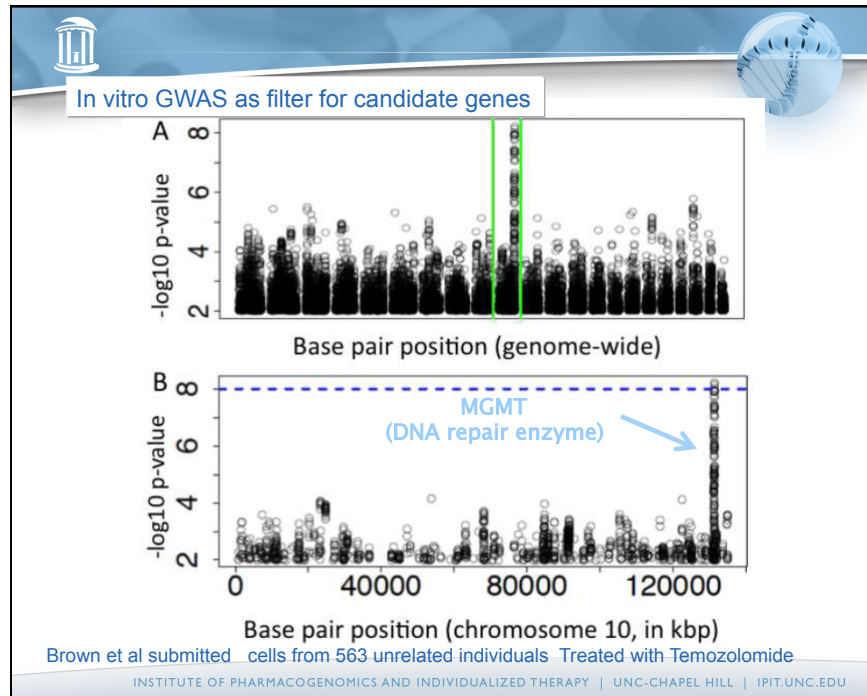 In vitro GWAS as filter for candidate genes
A
8
6
4
2
-log10 p-value
Base pair position (genome-wide)
B
8
6
4
2
-log10 p-value
MGMT
(DNA repair enzyme)
0 40000 80000 120000
Base pair position (chromosome 10, in kbp)
Brown et al submitted cells from 563 unrelated individuals Treated with Temozolomide
INSTITUTE OF PHARMACOGENOMICS AND INDIVIDUALIZED THERAPY | UNC-CHAPEL HILL | IPIT.UNC.EDU